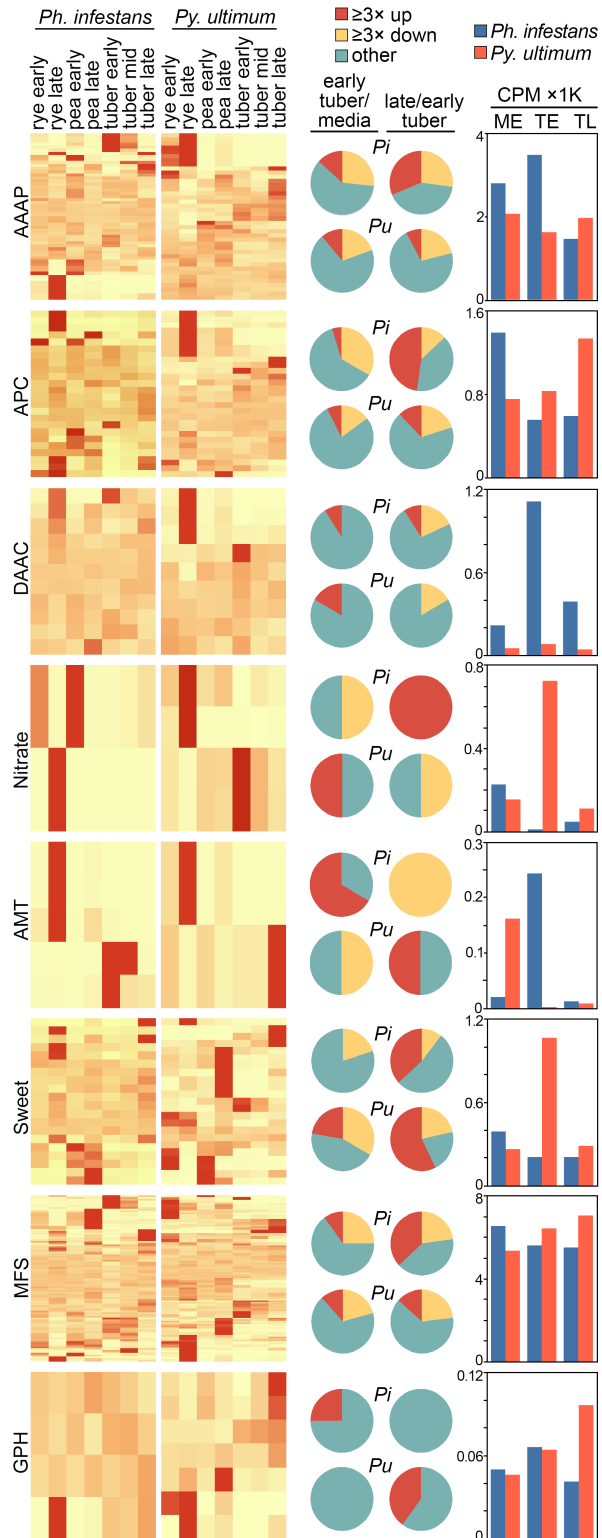 Ph. infestans
Py. ultimum
rye early
rye late
pea early
pea late
tuber early
tuber mid
tuber late
rye early
rye late
pea early
pea late
tuber early
tuber mid
tuber late
≥3× up
≥3× down
other
Ph. infestans
Py. ultimum
early
tuber/
media
late/early
tuber
CPM ×1K
ME TE TL
AAAP
Pi
Pu
4
2
0
APC
Pi
Pu
1.6
0.8
0
DAAC
Pi
Pu
1.2
0.6
0
Nitrate
Pi
Pu
0.8
0.4
0
AMT
Pi
Pu
0.3
0.2
0.1
0
Sweet
Pi
Pu
1.2
0.6
0
MFS
Pi
Pu
8
4
0
GPH
Pi
Pu
0.12
0.06
0